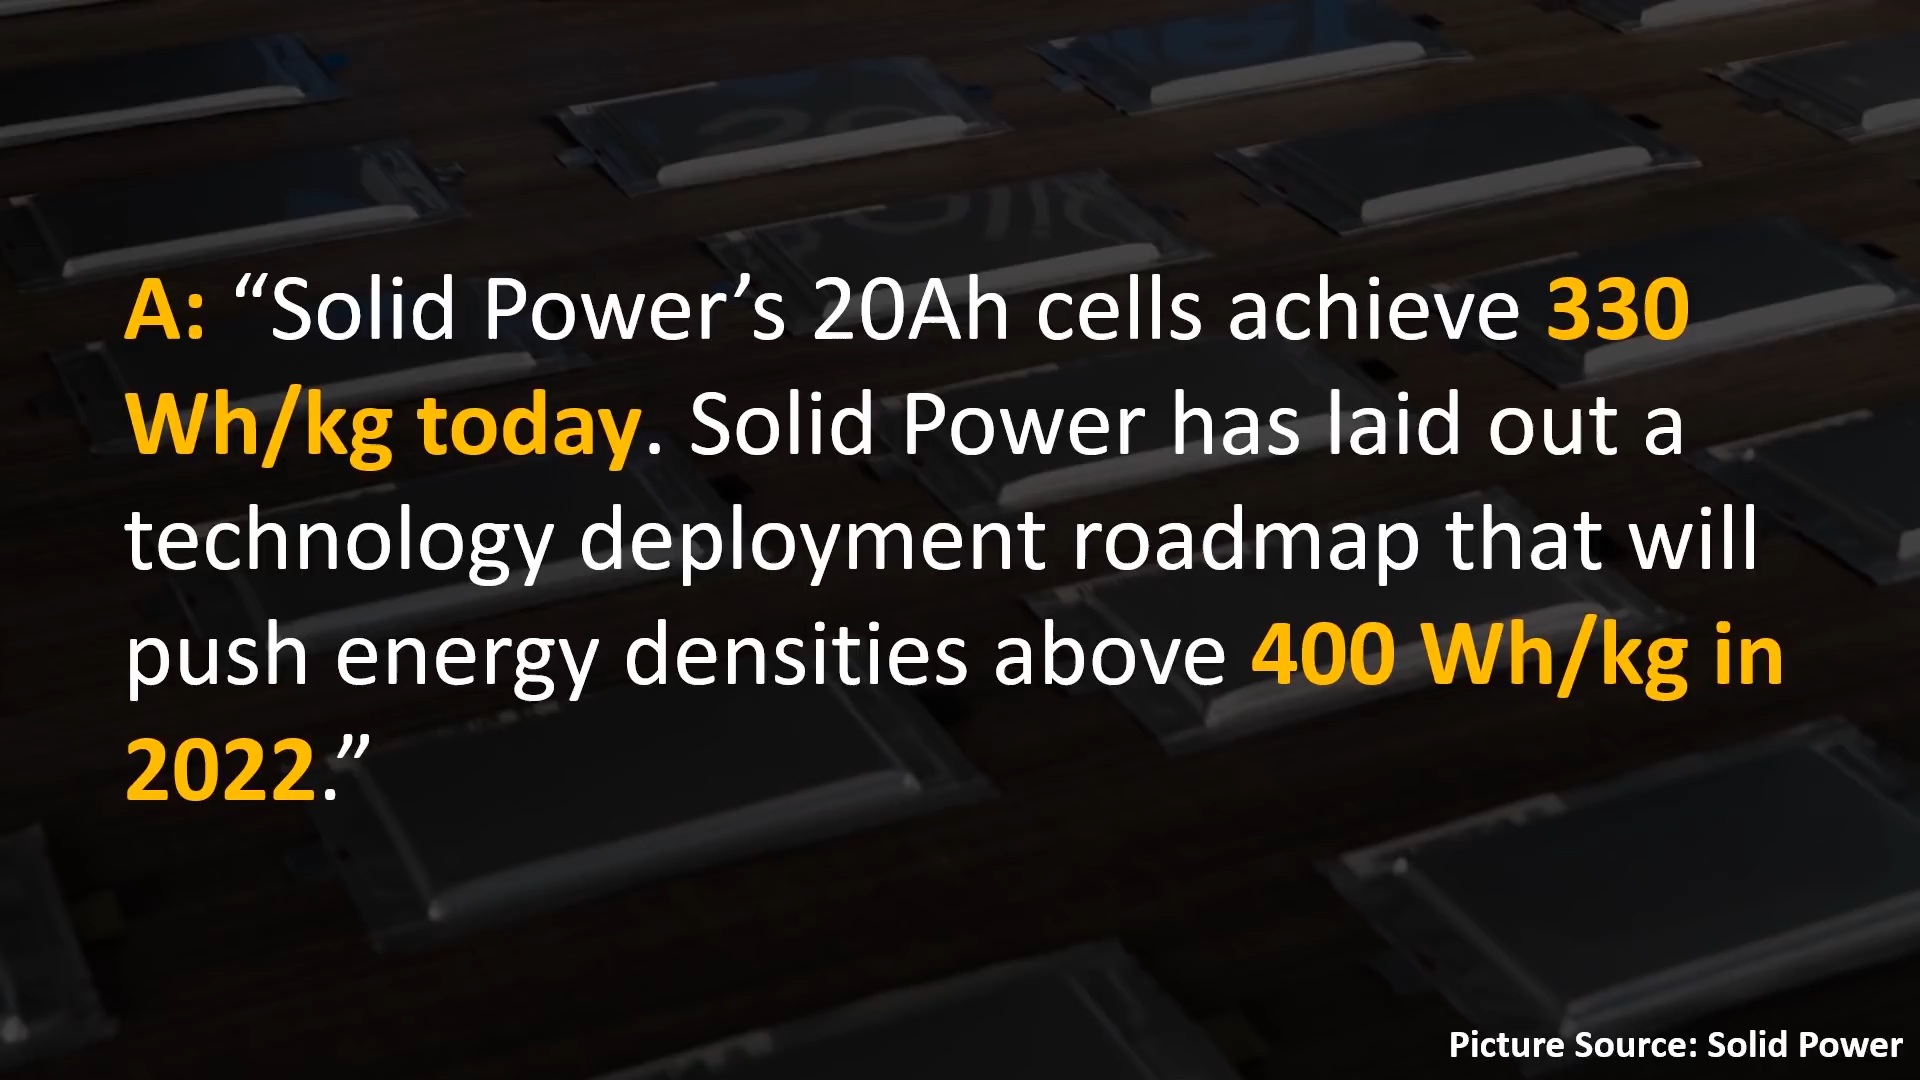 A: “Solid Power’s 20Ah cells achieve 330
Wh/kg today. Solid Power has laid out a
technology deployment roadmap that will
push energy densities above 400 Wh/kg in
2022.”
Picture Source: Solid Power